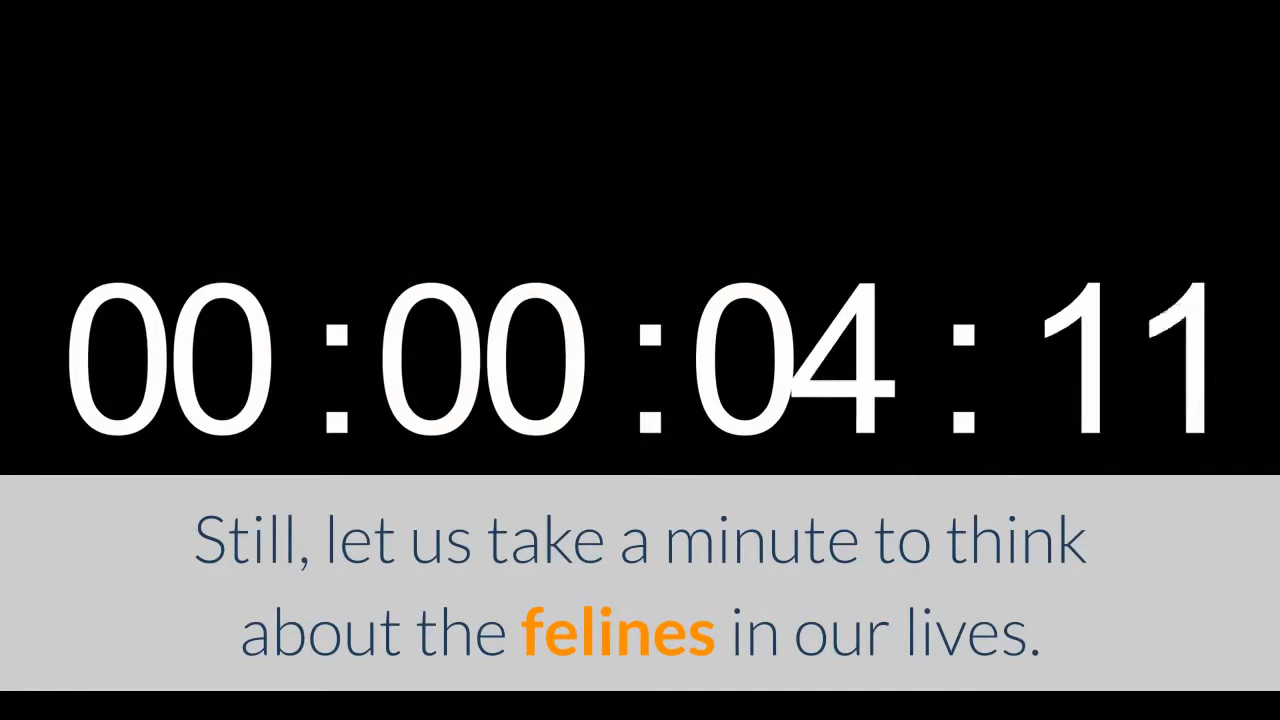 00:00:04:11
Still, let us take a minute to think
about the felines in our lives.